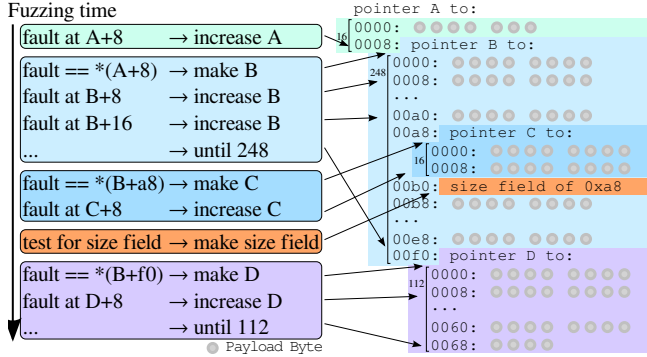 Fuzzing time
fault at A+8 → increase A
fault == *(A+8) → make B
fault at B+8 → increase B
fault at B+16 → increase B
... → until 248
fault == *(B+a8) → make C
fault at C+8 → increase C
test for size field → make size field
fault == *(B+f0) → make D
fault at D+8 → increase D
... → until 112
Payload Byte
pointer A to:
16
0000:
0008: pointer B to:
248
0000:
0008:
...
00a0:
00a8: pointer C to:
16
0000:
0008:
00b0: size field of 0xa8
00b8:
...
00e8:
00f0: pointer D to:
112
0000:
0008:
...
0060:
0068: